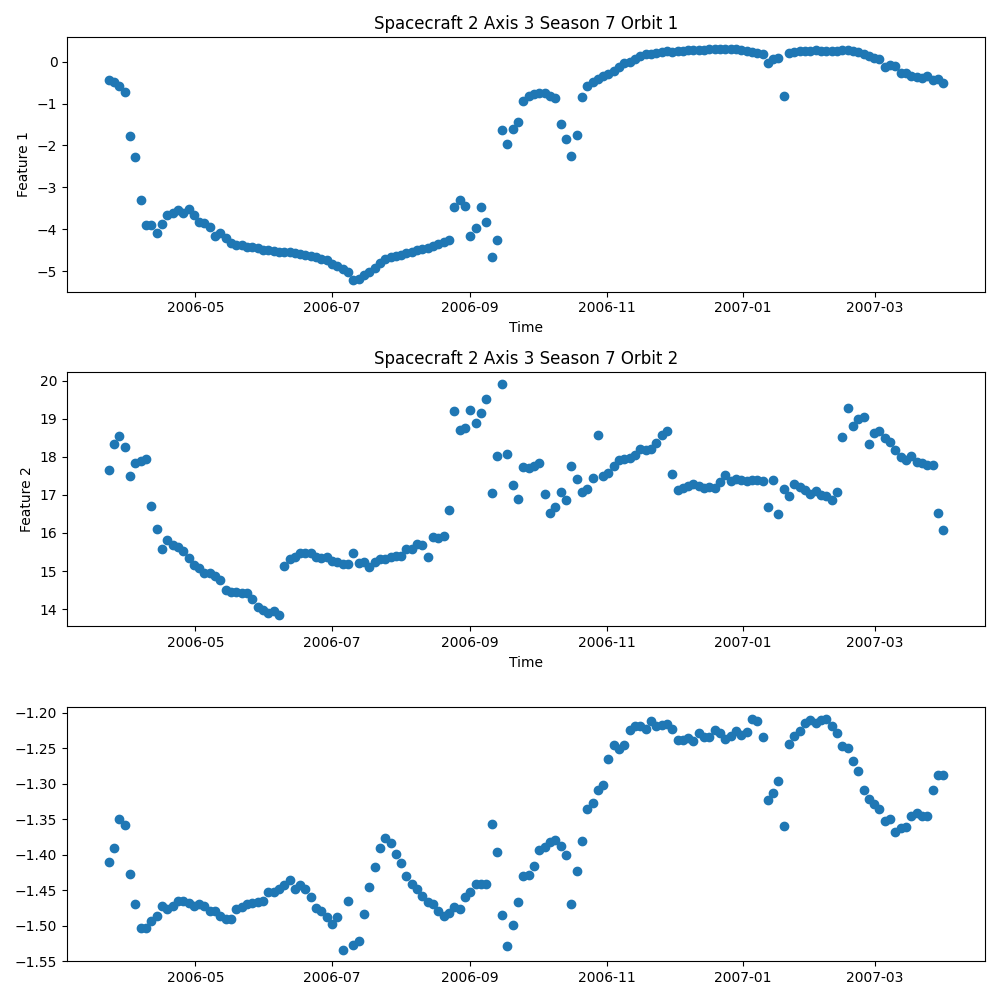 Spacecraft 2 Axis 3 Season 7 Orbit 1
0
−1
−2
−3
−4
−5
Feature 1
2006-05 2006-07 2006-09 2006-11 2007-01 2007-03
Time
Spacecraft 2 Axis 3 Season 7 Orbit 2
20
19
18
17
16
15
14
Feature 2
2006-05 2006-07 2006-09 2006-11 2007-01 2007-03
Time
−1.20
−1.25
−1.30
−1.35
−1.40
−1.45
−1.50
−1.55
2006-05 2006-07 2006-09 2006-11 2007-01 2007-03